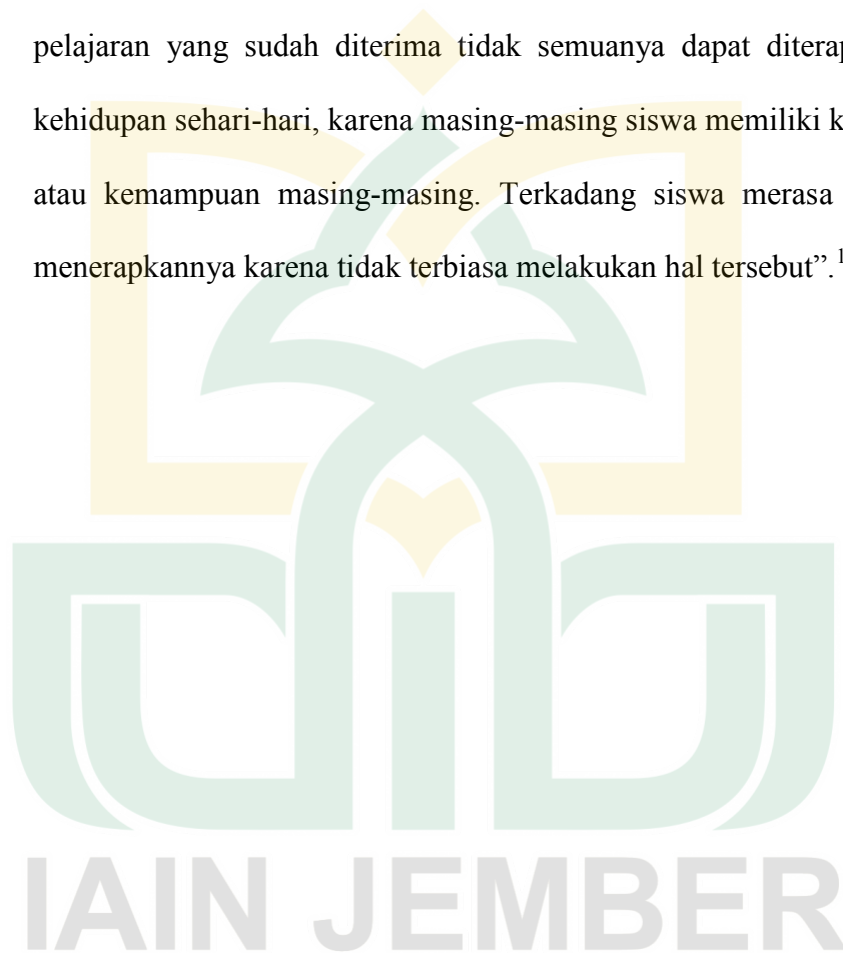 pelajaran yang sudah diterima tidak semuanya dapat
kehidupan sehari-hari, karena masing-masing siswa memiliki
atau kemampuan masing-masing. Terkadang siswa merasa
menerapkannya karena tidak terbiasa melakukan hal tersebut”.1
IAIN JEMBER